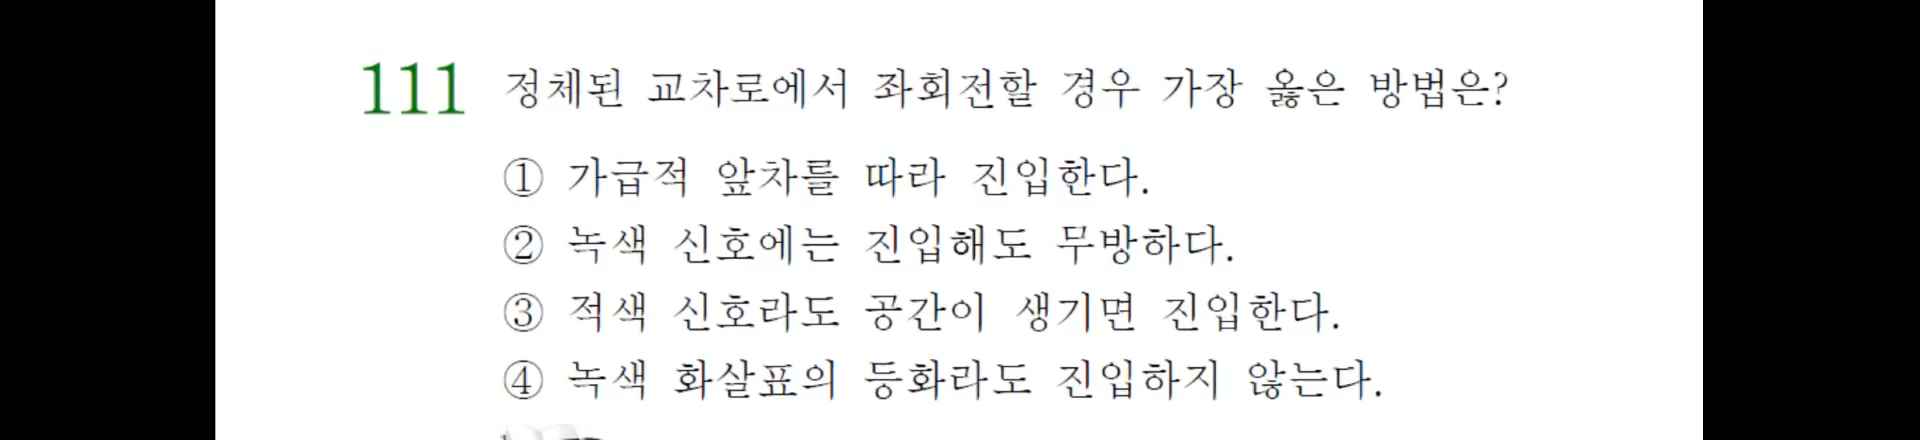 111 정체된 교차로에서 좌회전할 경우 가장 옳은 방법은?
① 가급적 앞차를 따라 진입한다.
② 녹색 신호에는 진입해도 무방하다.
③ 적색 신호라도 공간이 생기면 진입한다.
④ 녹색 화살표의 등화라도 진입하지 않는다.